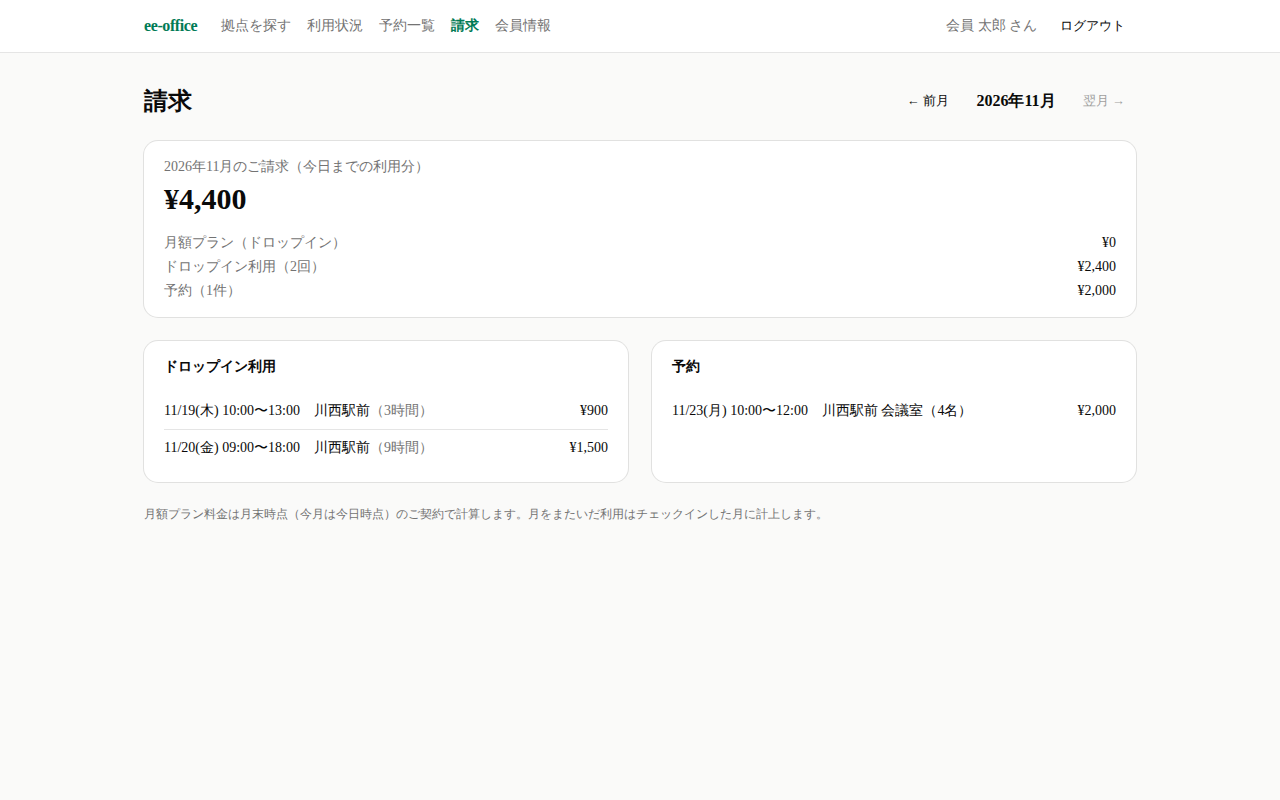 ee-office 拠点を探す 利用状況 予約一覧 請求 会員情報 会員 太郎 さん ログアウト
請求 ← 前月 2026年11月 翌月 →
2026年11月のご請求（今日までの利用分）
¥4,400
月額プラン（ドロップイン） ¥0
ドロップイン利用（2回） ¥2,400
予約（1件） ¥2,000
ドロップイン利用
11/19(木) 10:00〜13:00 川西駅前（3時間） ¥900
11/20(金) 09:00〜18:00 川西駅前（9時間） ¥1,500
予約
11/23(月) 10:00〜12:00 川西駅前 会議室（4名） ¥2,000
月額プラン料金は月末時点（今月は今日時点）のご契約で計算します。月をまたいだ利用はチェックインした月に計上します。